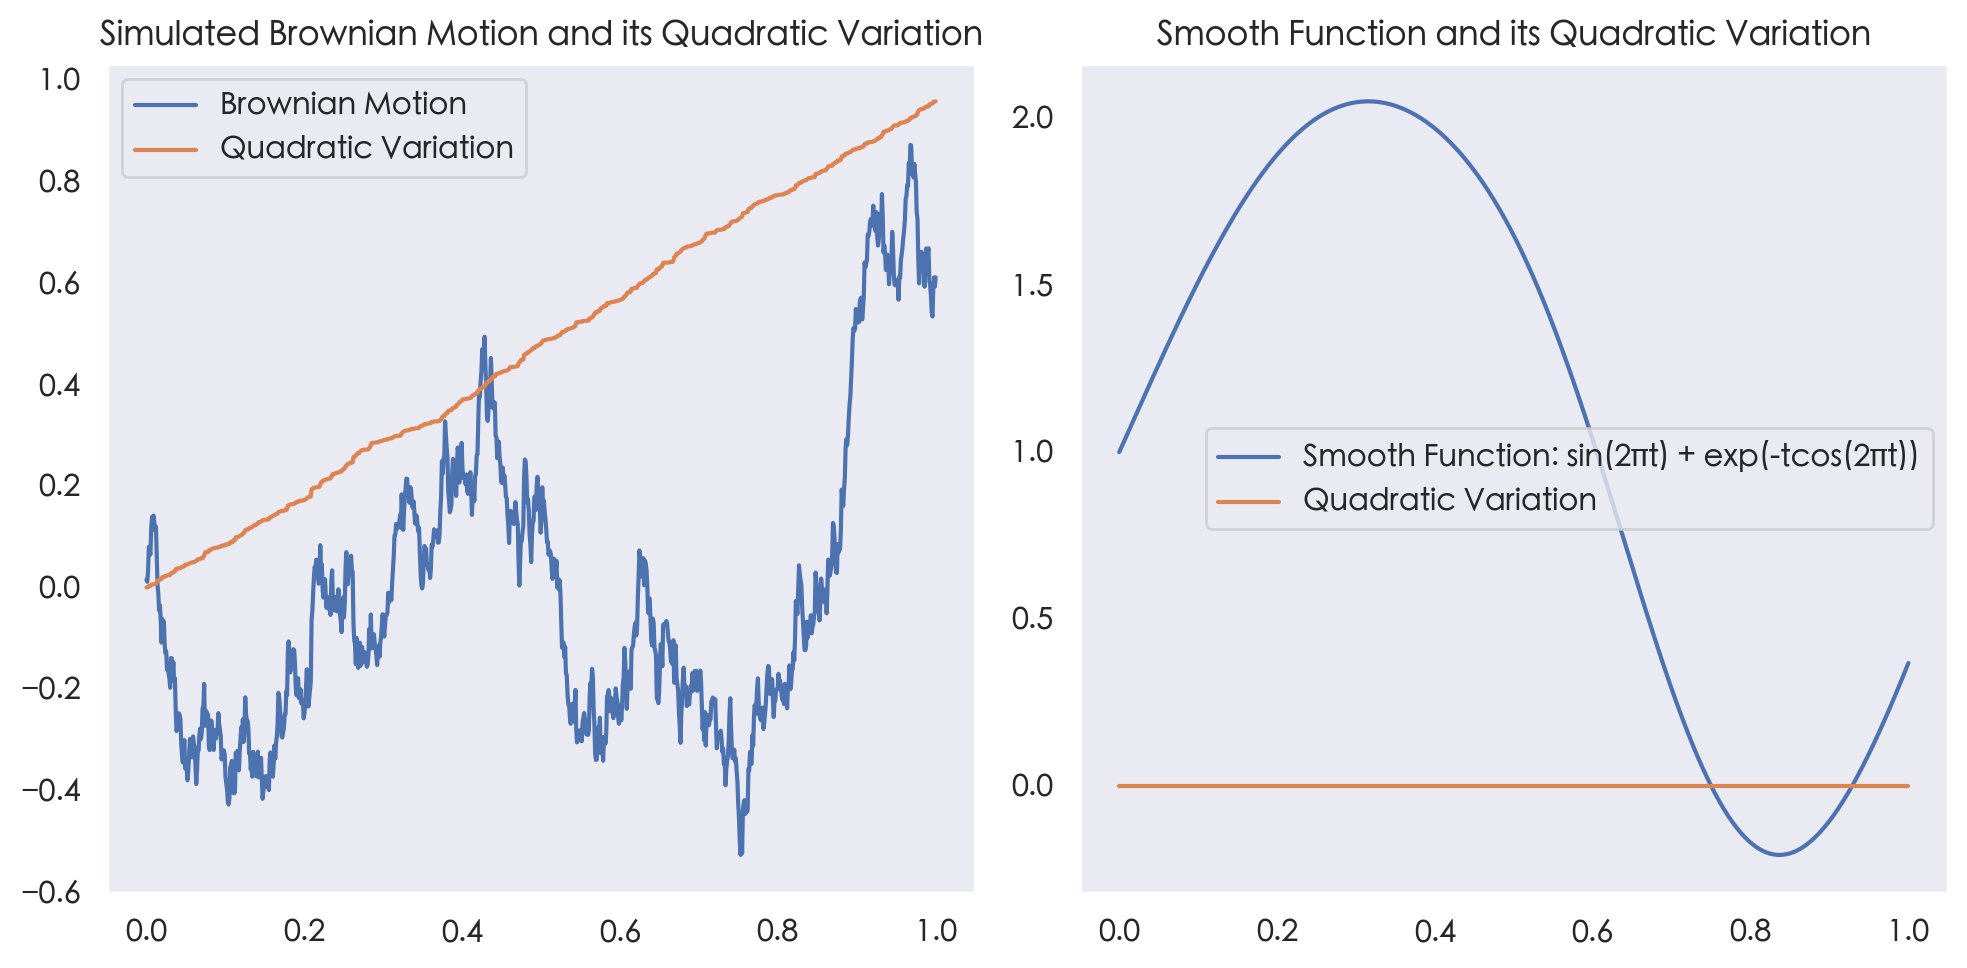 Simulated Brownian Motion and its Quadratic Variation
1.0
0.8
0.6
0.4
0.2
0.0
−0.2
−0.4
−0.6
Brownian Motion
Quadratic Variation
0.0 0.2 0.4 0.6 0.8 1.0
Smooth Function and its Quadratic Variation
2.0
1.5
1.0
0.5
0.0
Smooth Function: sin(2πt) + exp(-tcos(2πt))
Quadratic Variation
0.0 0.2 0.4 0.6 0.8 1.0